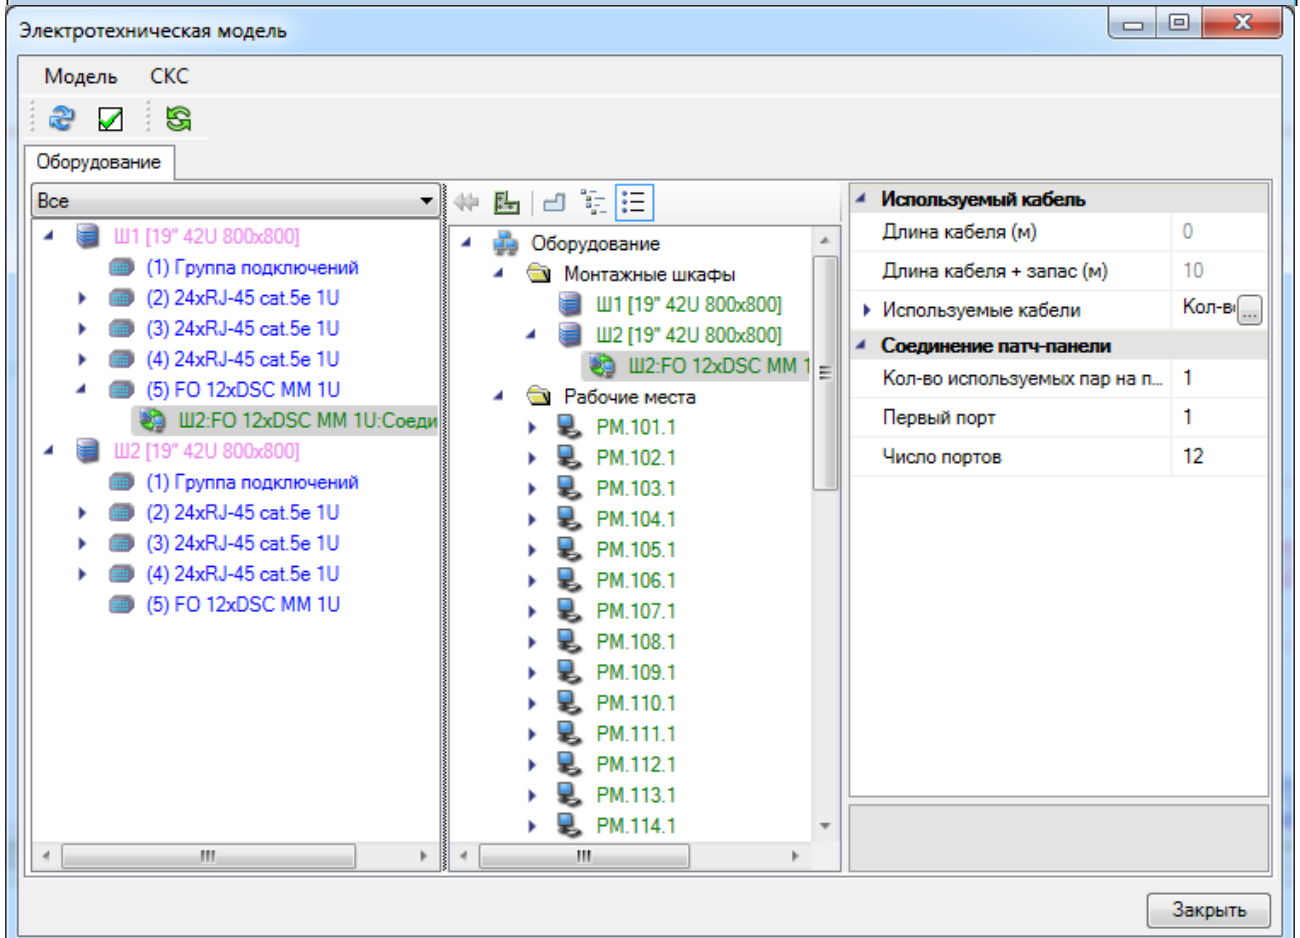 Электротехническая модель
Модель СКС
Оборудование
Все
Ш1 [19" 42U 800x800]
(1) Группа подключений
(2) 24xRJ-45 cat.5e 1U
(3) 24xRJ-45 cat.5e 1U
(4) 24xRJ-45 cat.5e 1U
(5) FO 12xDSC MM 1U
Ш2:FO 12xDSC MM 1U:Соеди
Ш2 [19" 42U 800x800]
(1) Группа подключений
(2) 24xRJ-45 cat.5e 1U
(3) 24xRJ-45 cat.5e 1U
(4) 24xRJ-45 cat.5e 1U
(5) FO 12xDSC MM 1U
Оборудование
Монтажные шкафы
Ш1 [19" 42U 800x800]
Ш2 [19" 42U 800x800]
Ш2:FO 12xDSC MM 1
Рабочие места
РМ.101.1
РМ.102.1
РМ.103.1
РМ.104.1
РМ.105.1
РМ.106.1
РМ.107.1
РМ.108.1
РМ.109.1
РМ.110.1
РМ.111.1
РМ.112.1
РМ.113.1
РМ.114.1
Используемый кабель
Длина кабеля (м) 0
Длина кабеля + запас (м) 10
Используемые кабели Кол-в ...
Соединение патч-панели
Кол-во используемых пар на п... 1
Первый порт 1
Число портов 12
Закрыть